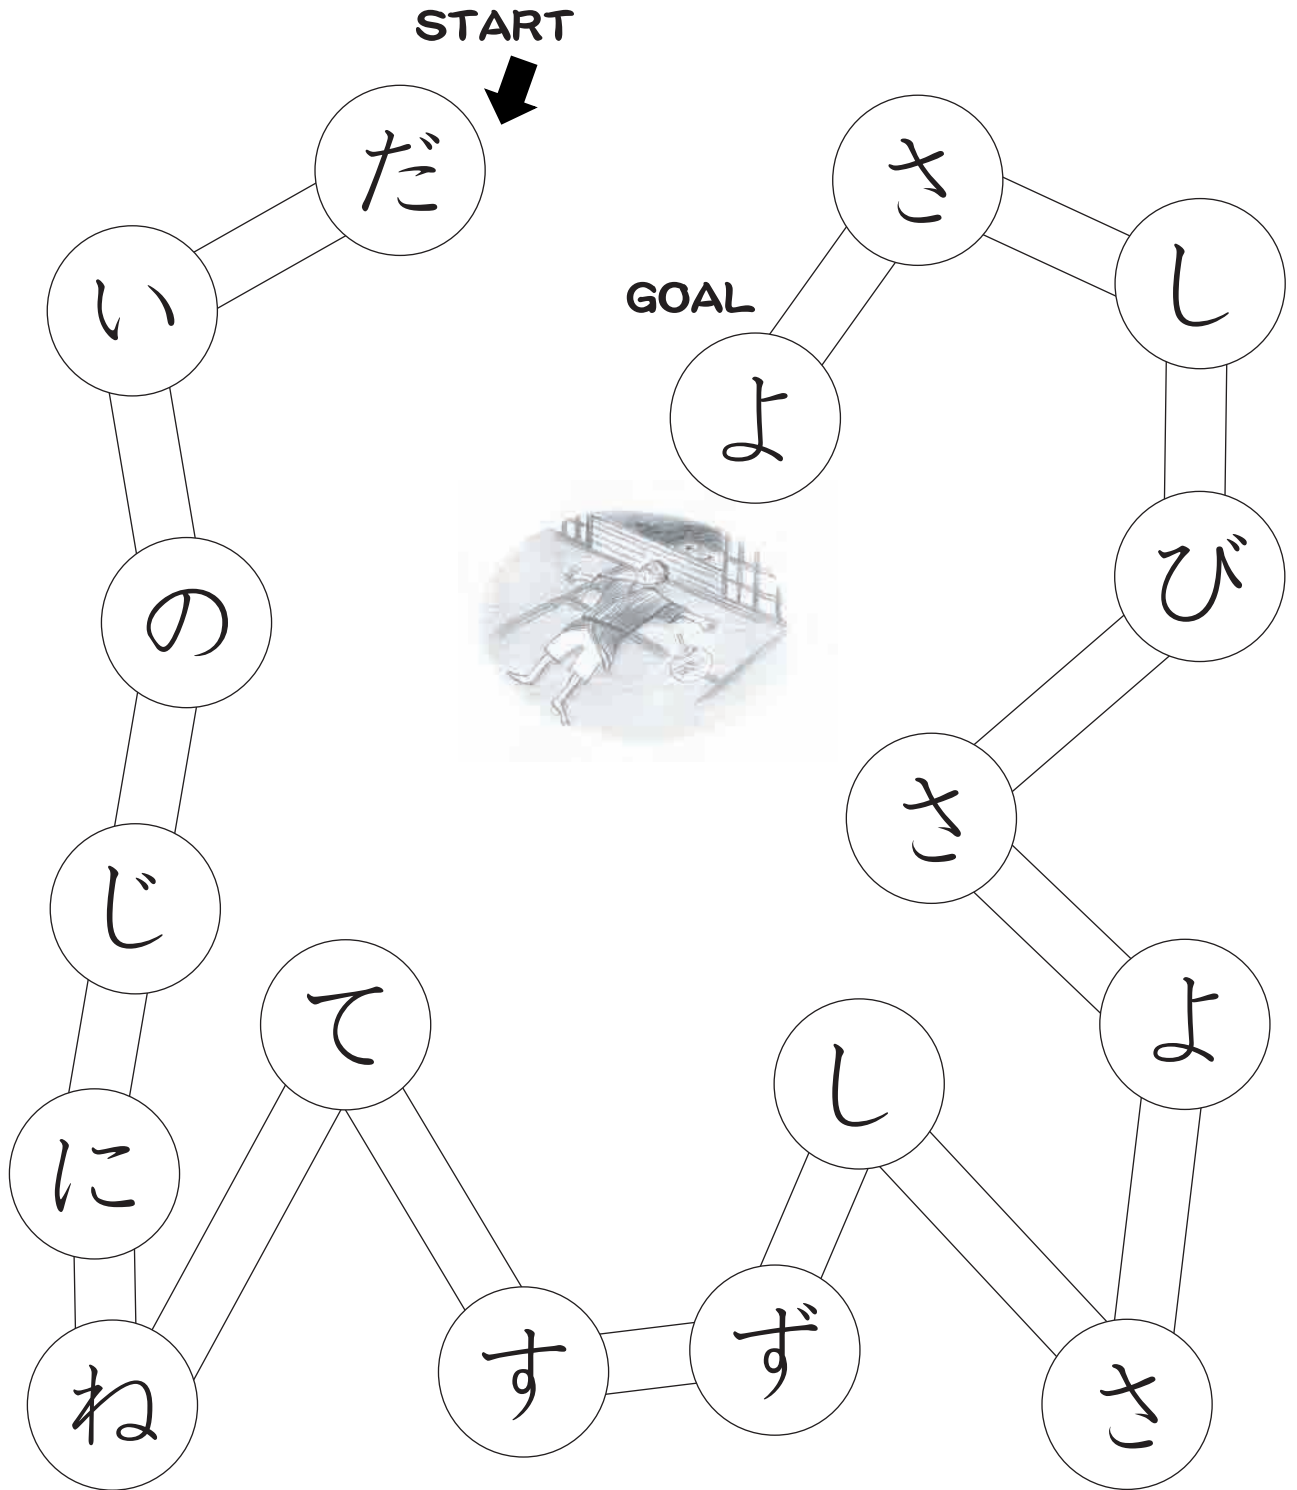 START
だ
い
の
じ
に
ね
て
す
ず
し
さ
よ
さ
び
し
さ
よ
GOAL